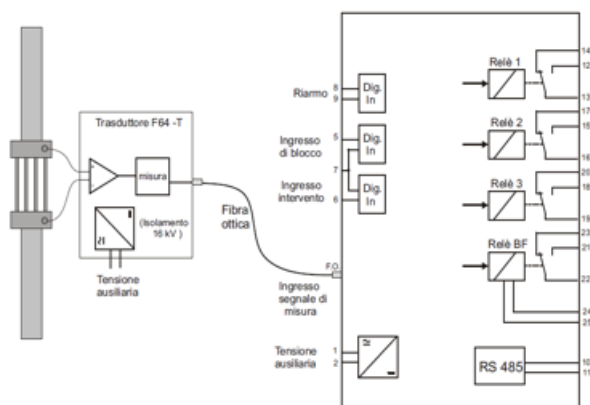 Trasduttore F64 -T
misura
(Isolamento
16 kV )
Tensione
ausiliaria
Fibra
ottica
Riarmo
8
9
Dig.
In
Ingresso
di blocco
5
7
Dig.
In
Ingresso
intervento
6
Dig.
In
F.O.
Ingresso
segnale di
misura
Tensione
ausiliaria
1
2
Relè 1
14
12
13
Relè 2
17
15
16
Relè 3
20
18
19
Relè BF
23
21
22
24
25
RS 485
10
11